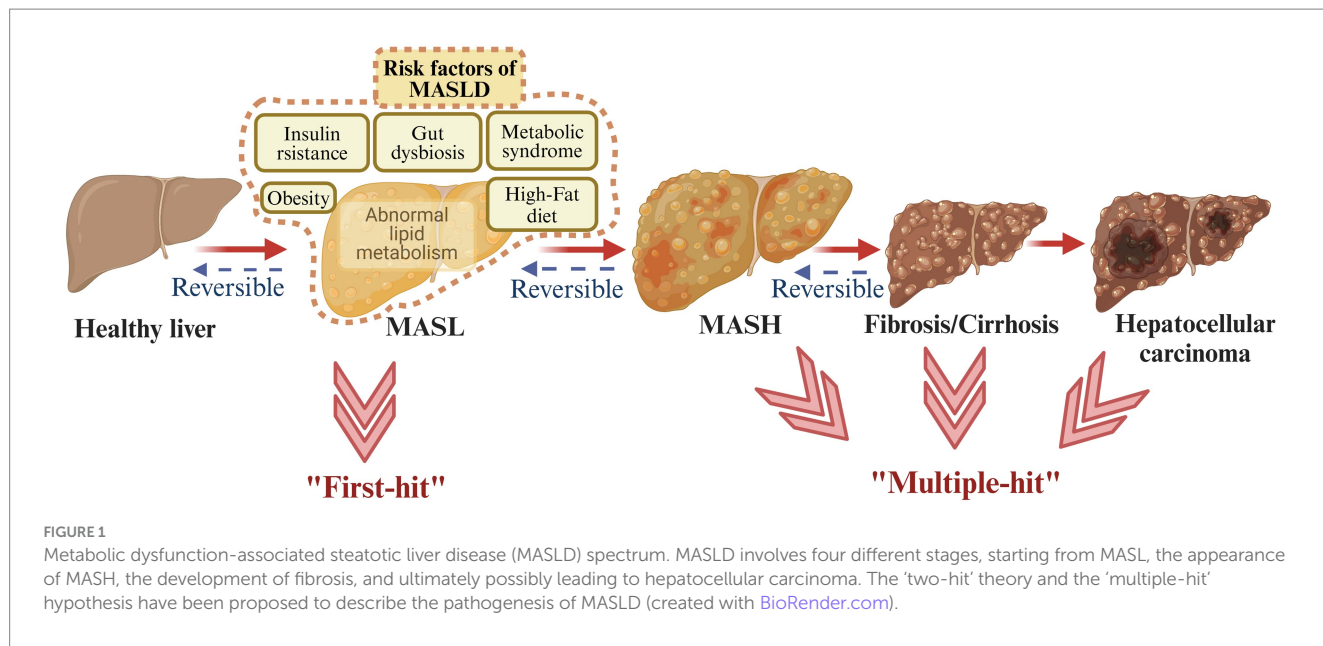 Risk factors of
MASLD
Insulin
rsistance
Gut
dysbiosis
Metabolic
syndrome
Obesity
High-Fat
diet
Abnormal
lipid
metabolism
Reversible
Reversible
Reversible
Healthy liver
MASL
MASH
Fibrosis/Cirrhosis
Hepatocellular
carcinoma
"First-hit"
"Multiple-hit"
FIGURE 1
Metabolic dysfunction-associated steatotic liver disease (MASLD) spectrum. MASLD involves four different stages, starting from MASL, the appearance
of MASH, the development of fibrosis, and ultimately possibly leading to hepatocellular carcinoma. The ‘two-hit’ theory and the ‘multiple-hit’
hypothesis have been proposed to describe the pathogenesis of MASLD (created with BioRender.com).